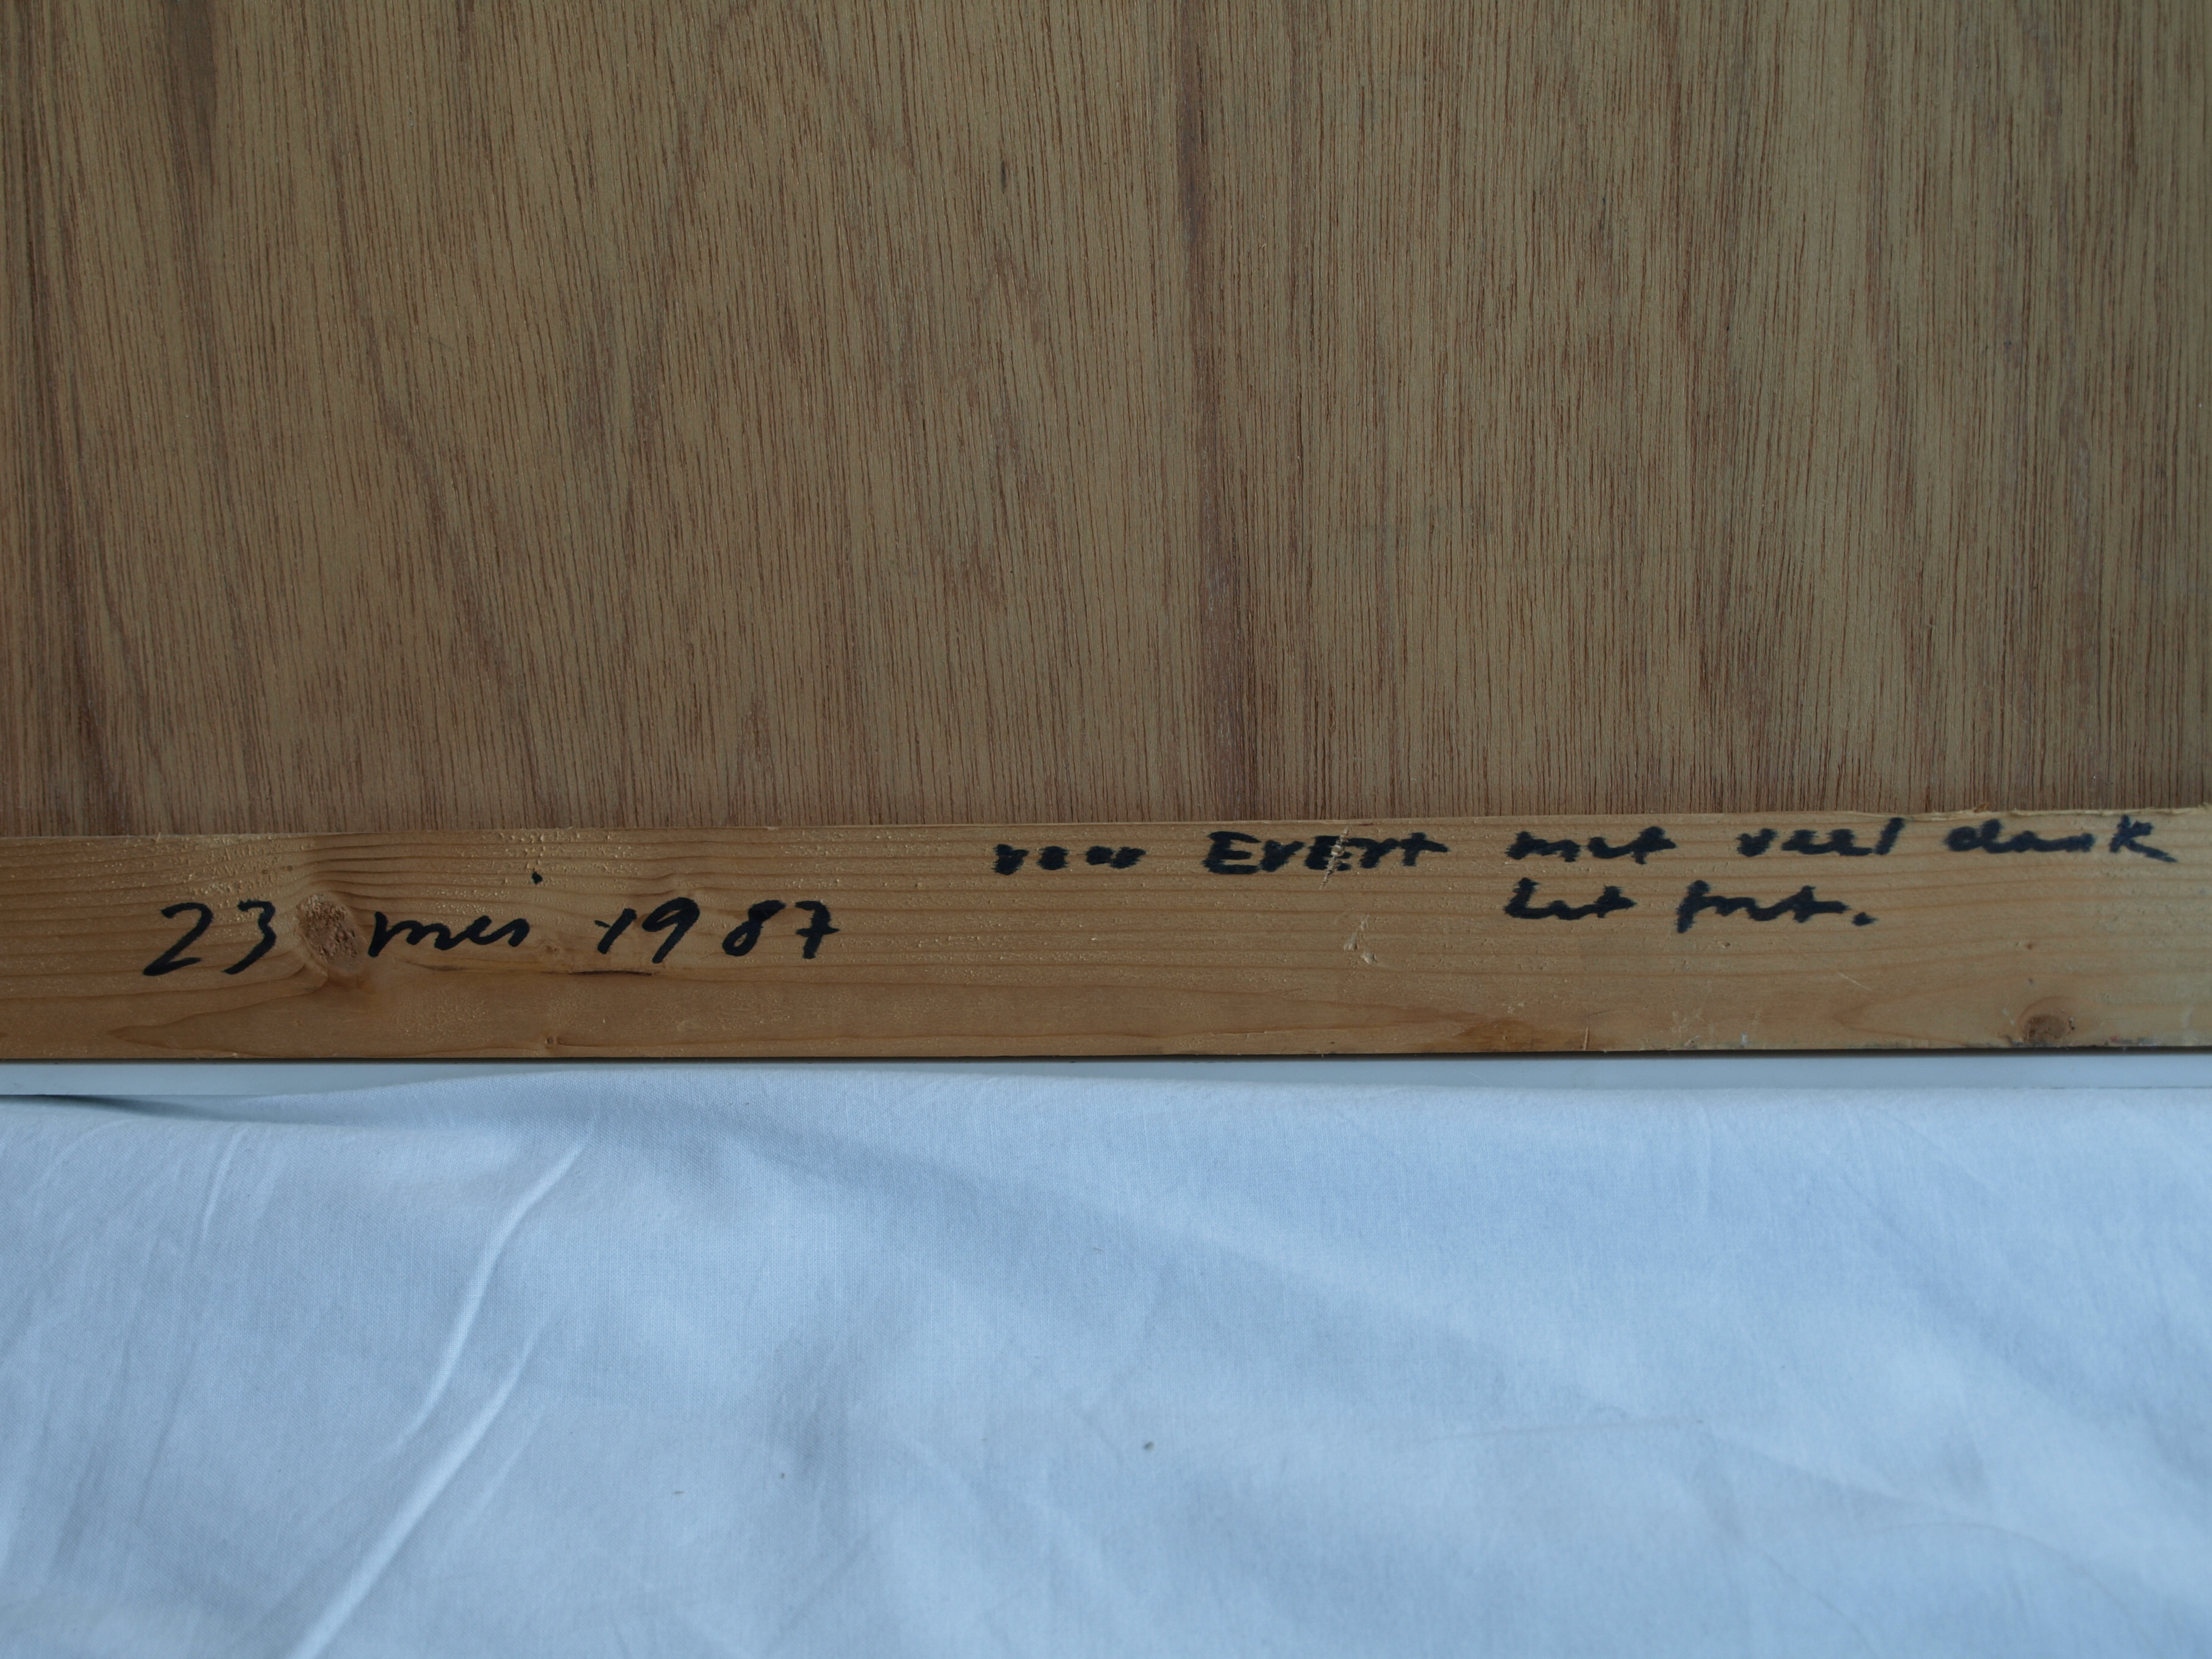 voor Evert met veel dank
23 mei 1987